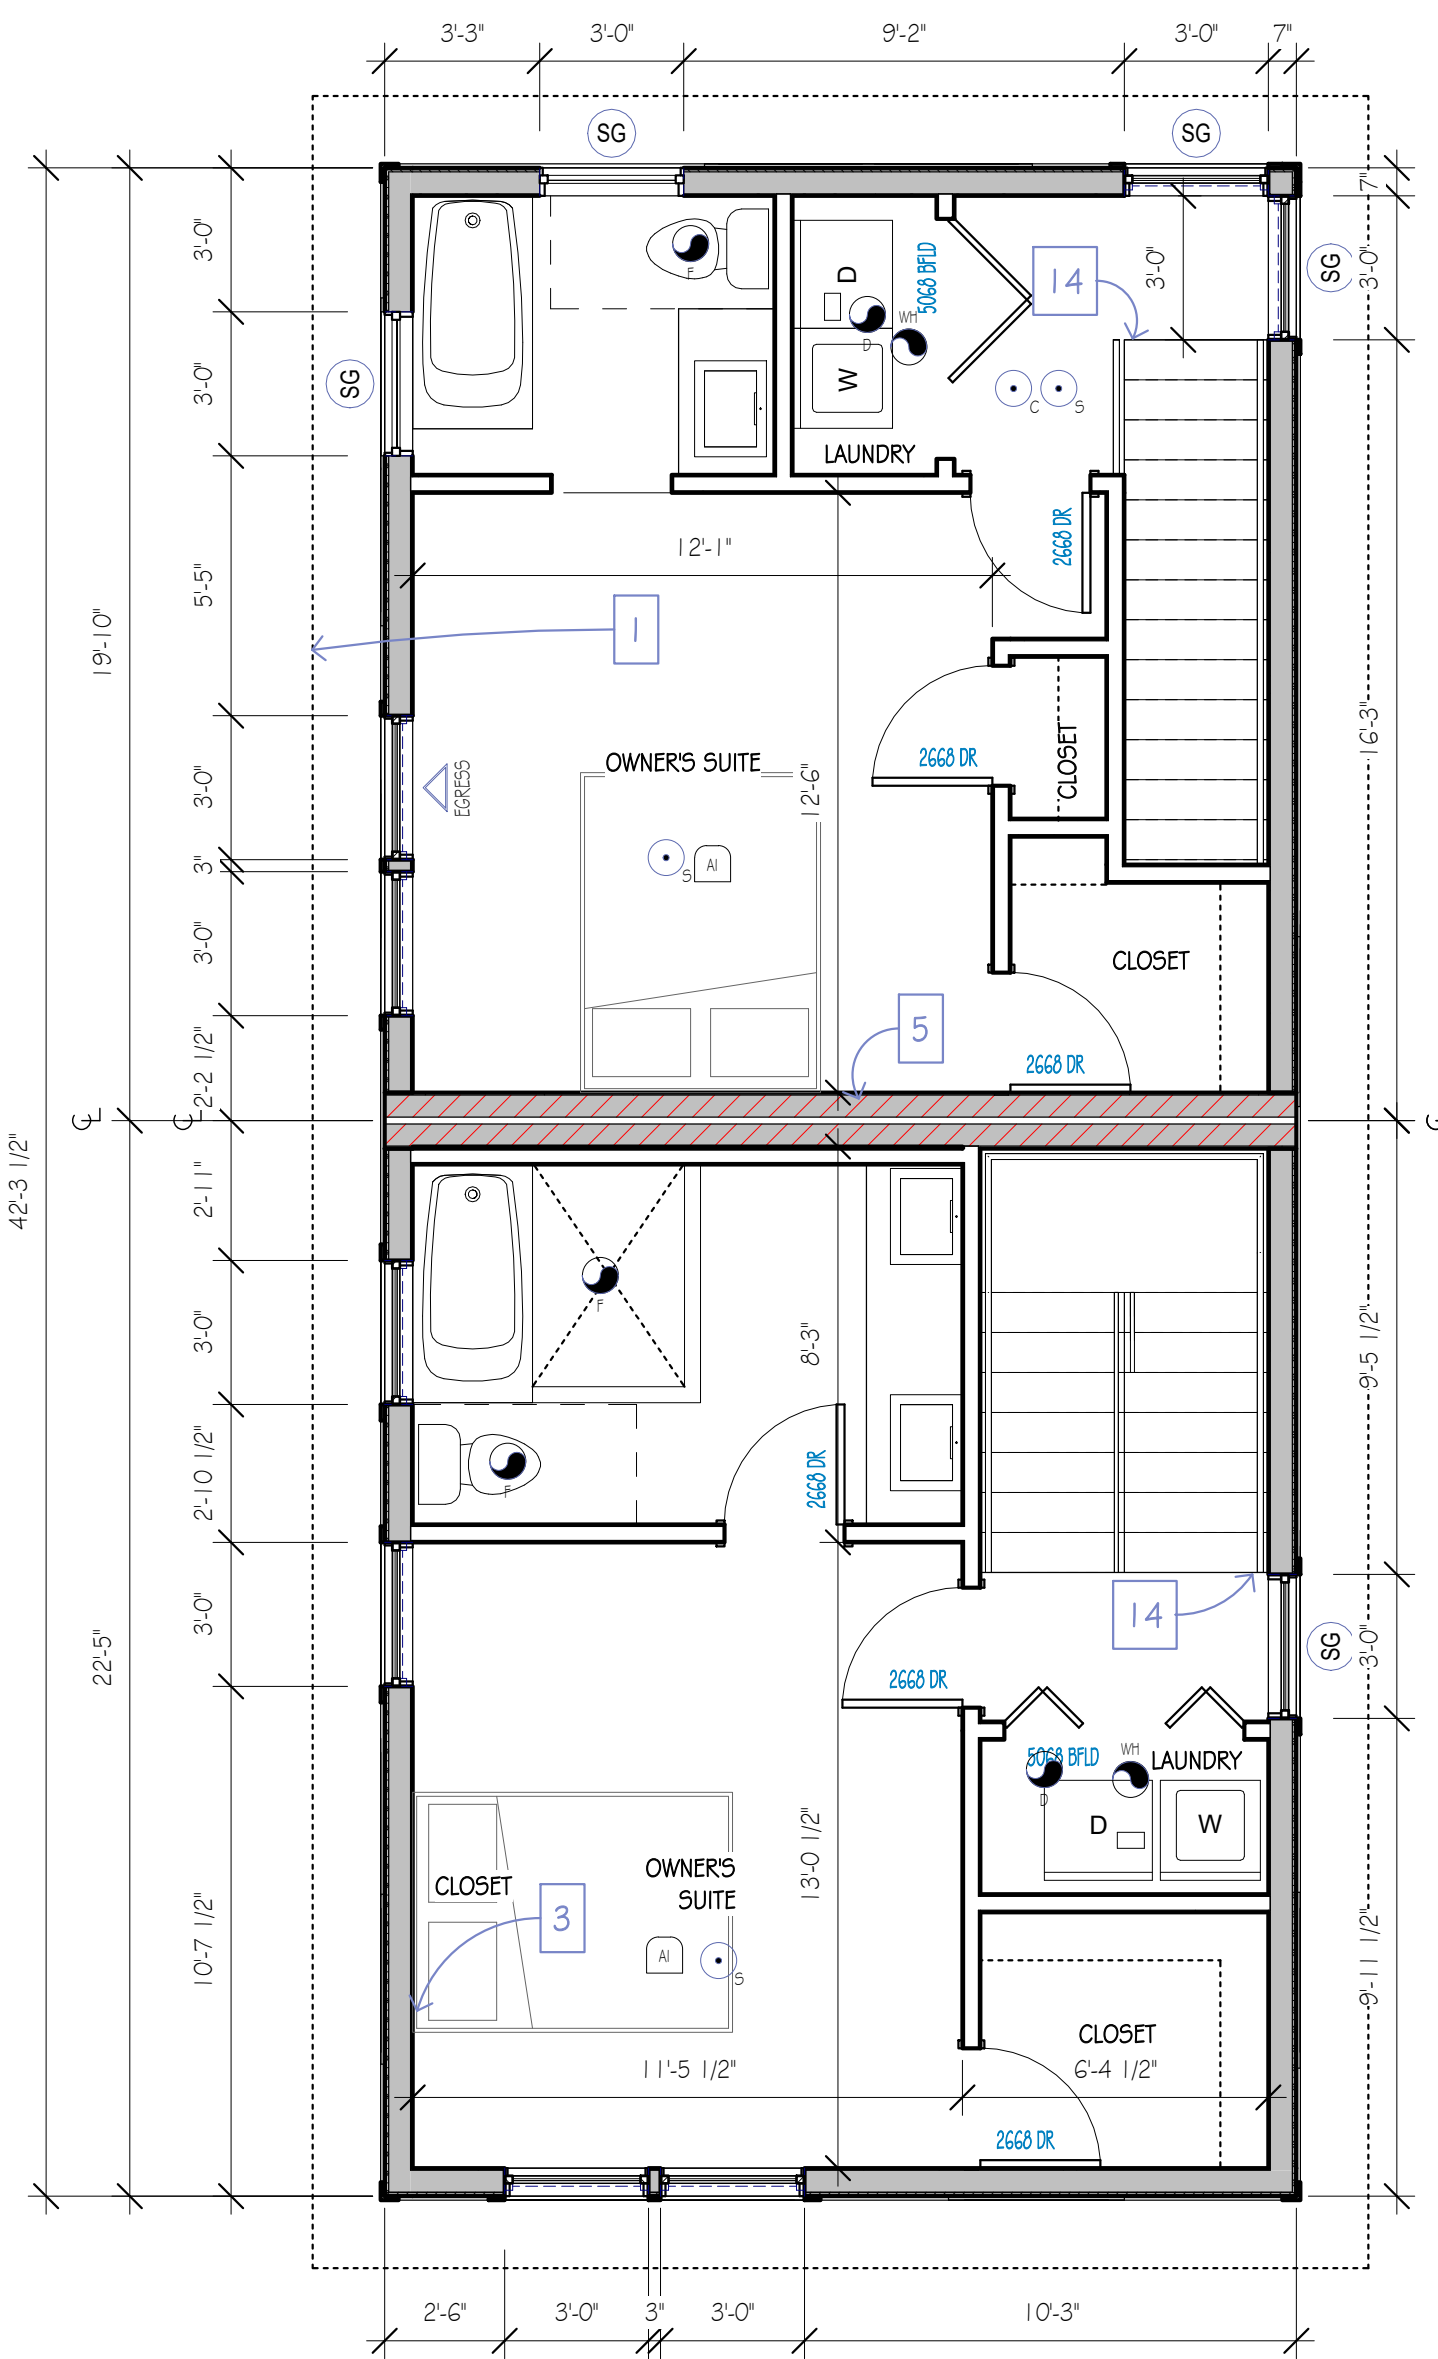 3'-3"
3'-0"
9'-2"
3'-0"
7"
SG
SG
7"
3'-0"
F
D
5068 BFLD
WH
D
W
14
3'-0"
SG
3'-0"
3'-0"
SG
C
S
LAUNDRY
2668 DR
12'-1"
5'-5"
1
19'-10"
16'-3"
OWNER'S SUITE
2668 DR
CLOSET
12'-6"
3'-0"
EGRESS
3"
S
AI
3'-0"
CLOSET
5
2668 DR
2'-2 1/2"
42'-3 1/2"
2'-11"
F
8'-3"
3'-0"
9'-5 1/2"
2'-10 1/2"
F
2668 DR
3'-0"
14
22'-5"
SG
3'-0"
2668 DR
5068 BFLD
WH
LAUNDRY
D
D
W
13'-0 1/2"
OWNER'S
SUITE
CLOSET
3
10'-7 1/2"
AI
S
9'-11 1/2"
CLOSET
11'-5 1/2"
6'-4 1/2"
2668 DR
2'-6"
3'-0"
3"
3'-0"
10'-3"